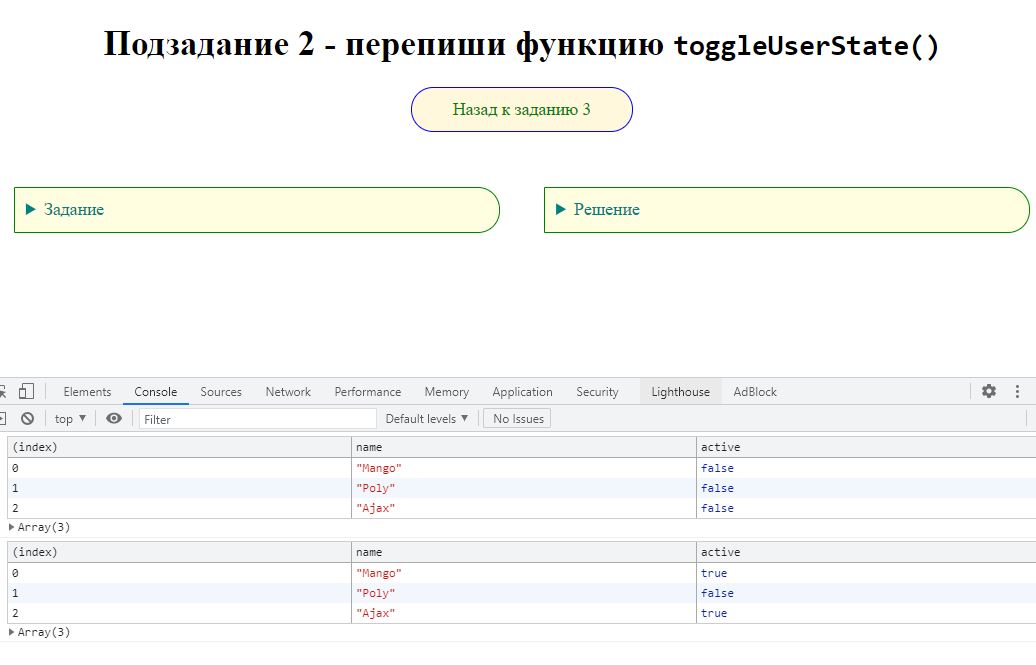 Подзадание 2 - перепиши функцию toggleUserState()
Назад к заданию 3
▶ Задание
▶ Решение
Elements Console Sources Network Performance Memory Application Security Lighthouse AdBlock
top ▼ Filter Default levels ▼ No Issues
(index) name active
0 "Mango" false
1 "Poly" false
2 "Ajax" false
▶ Array(3)
(index) name active
0 "Mango" true
1 "Poly" false
2 "Ajax" true
▶ Array(3)